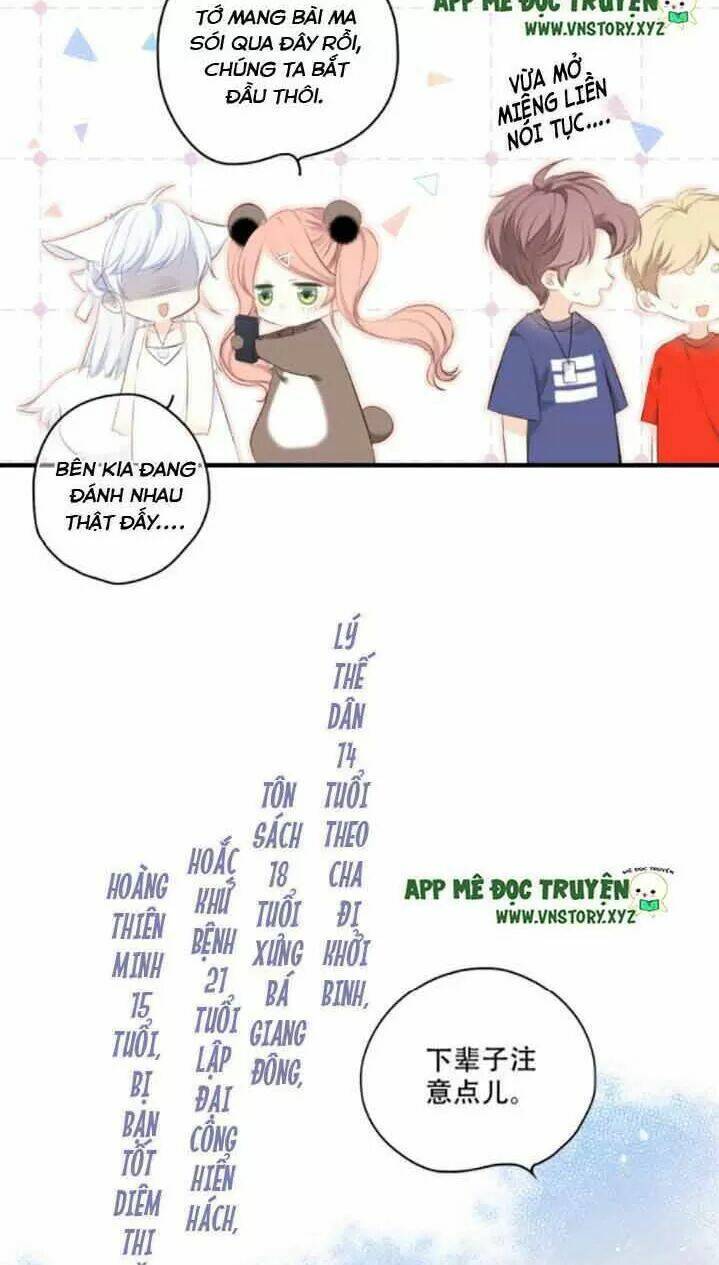 APP MÊ ĐỌC TRUYỆN
WWW.VNSTORY.XYZ
TỚ MANG BÀI MA
SÓI QUA ĐÂY RỒI,
CHÚNG TA BẮT
ĐẦU THÔI.
VỪA MỞ
MIỆNG LIỀN
NÓI TỤC....
BÊN KIA ĐANG
ĐÁNH NHAU
THẬT ĐẤY....
LÝ
THẾ
DÂN
14
TUỔI
THEO
CHA
ĐI
KHỞI
BINH,
TÔN
SÁCH
18
TUỔI
XƯNG
BÁ
GIANG
ĐÔNG,
HOẮC
KHỨ
BỆNH
21
TUỔI
LẬP
ĐẠI
CÔNG
HIỂN
HÁCH,
HOÀNG
THIÊN
MINH
15
TUỔI,
BỊ
BẠN
TỐT
DIÊM
THI
MÊ ĐỌC TRUYỆN
APP MÊ ĐỌC TRUYỆN
WWW.VNSTORY.XYZ
下辈子注
意点儿。